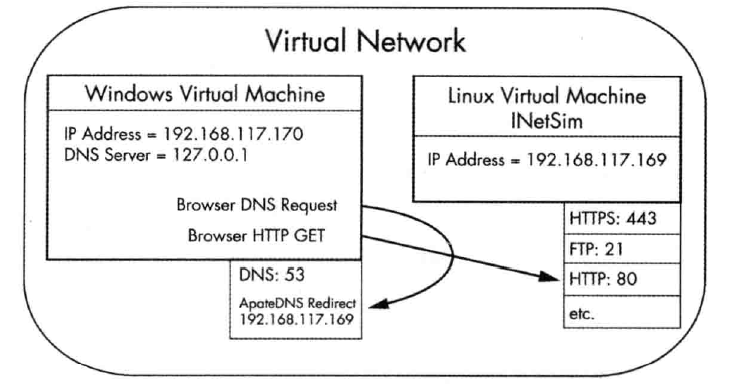 Virtual Network
Windows Virtual Machine
IP Address = 192.168.117.170
DNS Server = 127.0.0.1
Browser DNS Request
Browser HTTP GET
DNS: 53
ApateDNS Redirect
192.168.117.169
Linux Virtual Machine
INetSim
IP Address = 192.168.117.169
HTTPS: 443
FTP: 21
HTTP: 80
etc.